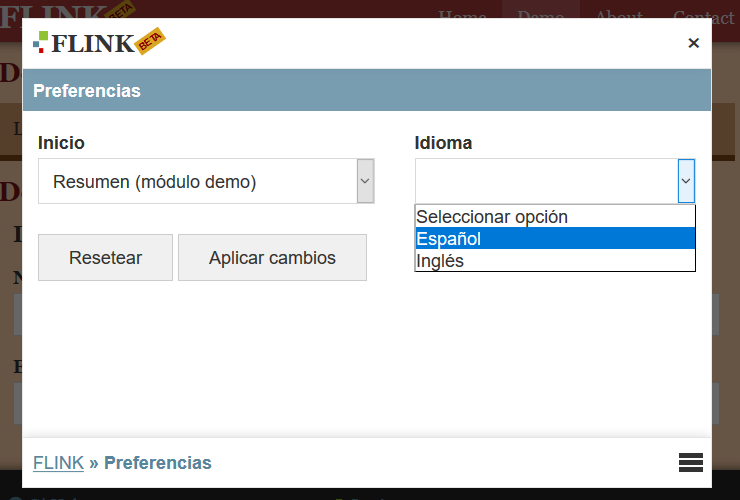 FLINK BETA
Home Demo About Contact
FLINK BETA ×
Preferencias
Inicio
Idioma
Resumen (módulo demo)
Seleccionar opción
Español
Inglés
Resetear
Aplicar cambios
FLINK » Preferencias